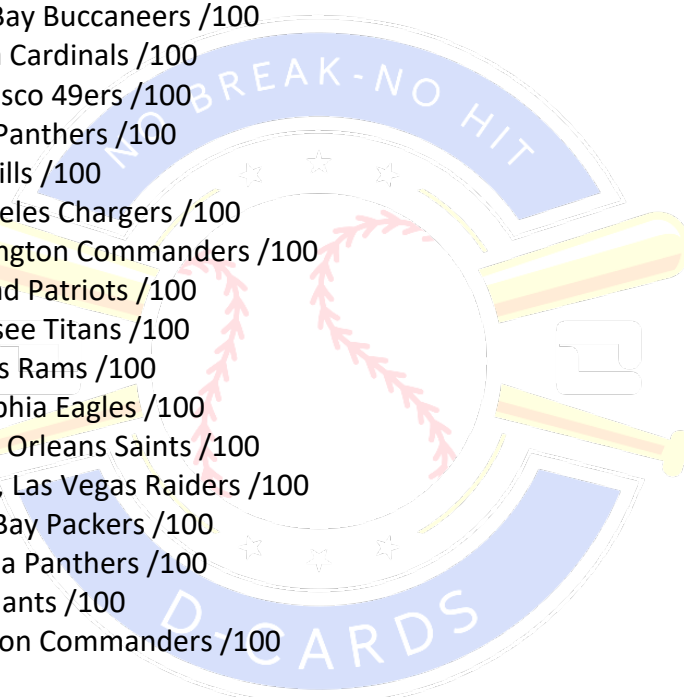 Bay Buccaneers /100
Cardinals /100
sco 49ers /100
Panthers /100
ills /100
eles Chargers /100
ngton Commanders /100
d Patriots /100
see Titans /100
s Rams /100
phia Eagles /100
Orleans Saints /100
, Las Vegas Raiders /100
Bay Packers /100
a Panthers /100
ants /100
on Commanders /100
NO BREAK-NO HIT
D-CARDS